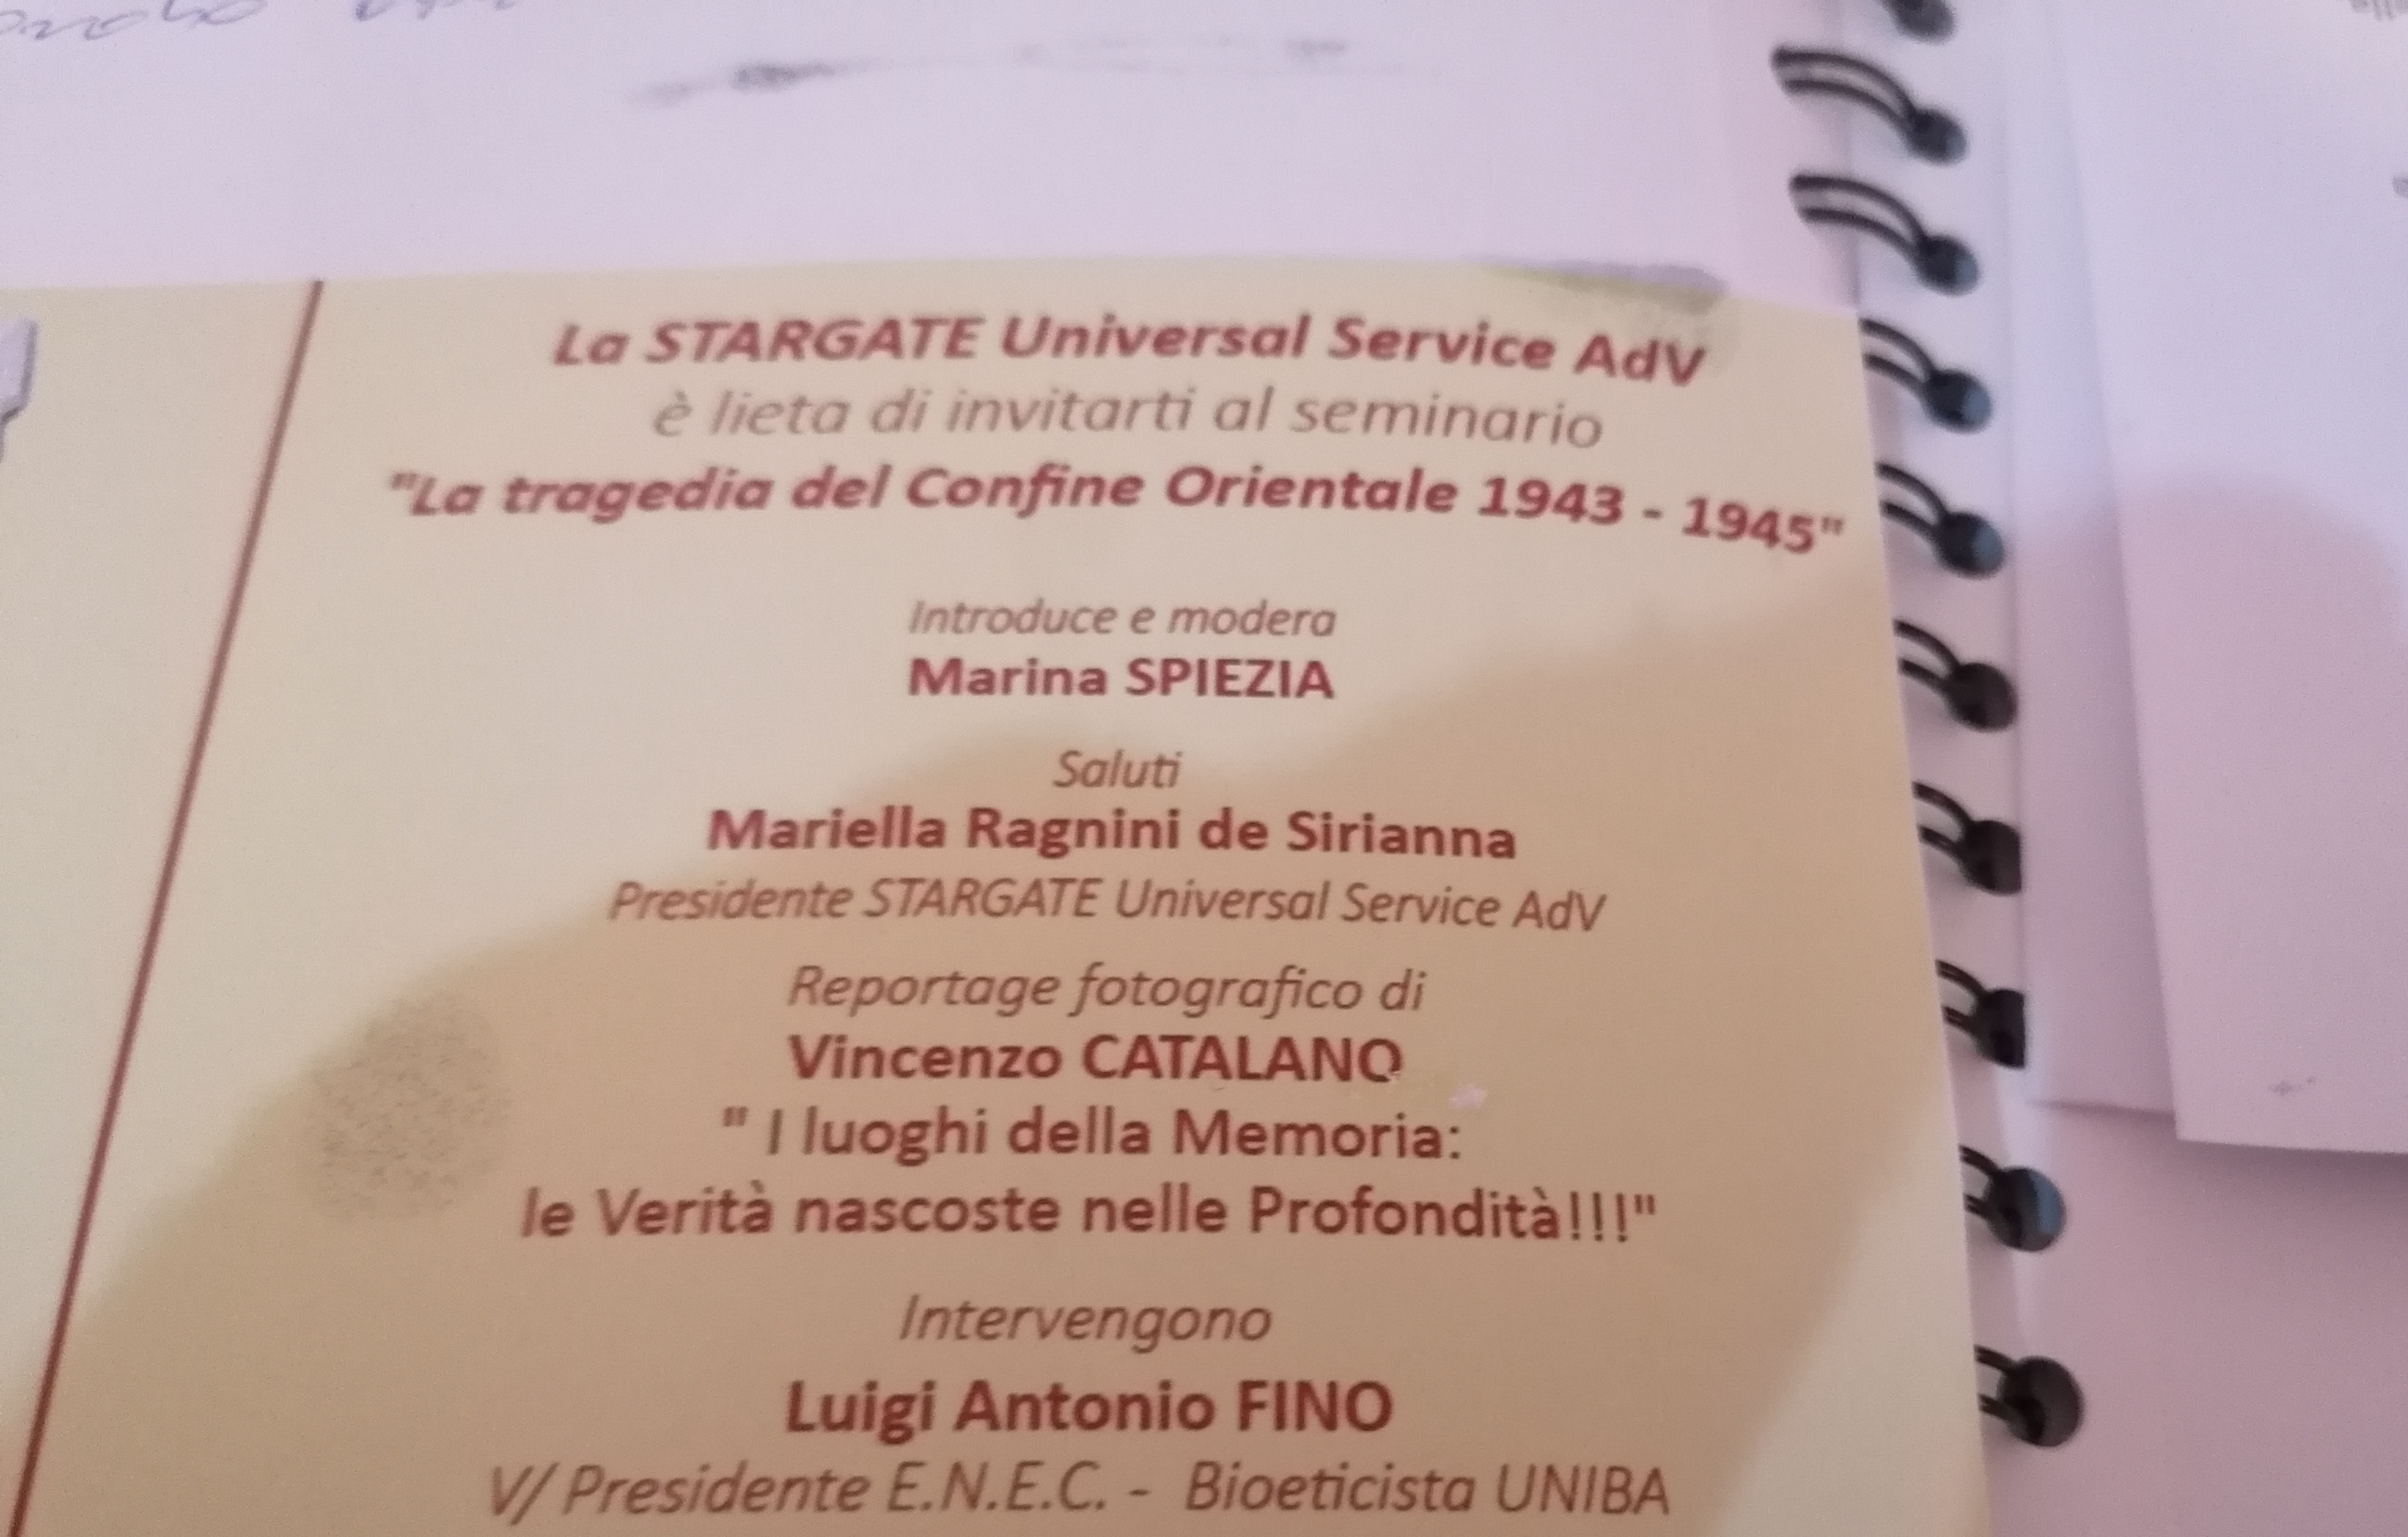 La STARGATE Universal Service AdV
è lieta di invitarti al seminario
"La tragedia del Confine Orientale 1943 - 1945"
Introduce e modera
Marina SPIEZIA
Saluti
Mariella Ragnini de Sirianna
Presidente STARGATE Universal Service AdV
Reportage fotografico di
Vincenzo CATALANO
" I luoghi della Memoria:
le Verità nascoste nelle Profondità!!!"
Intervengono
Luigi Antonio FINO
V/ Presidente E.N.E.C. - Bioeticista UNIBA